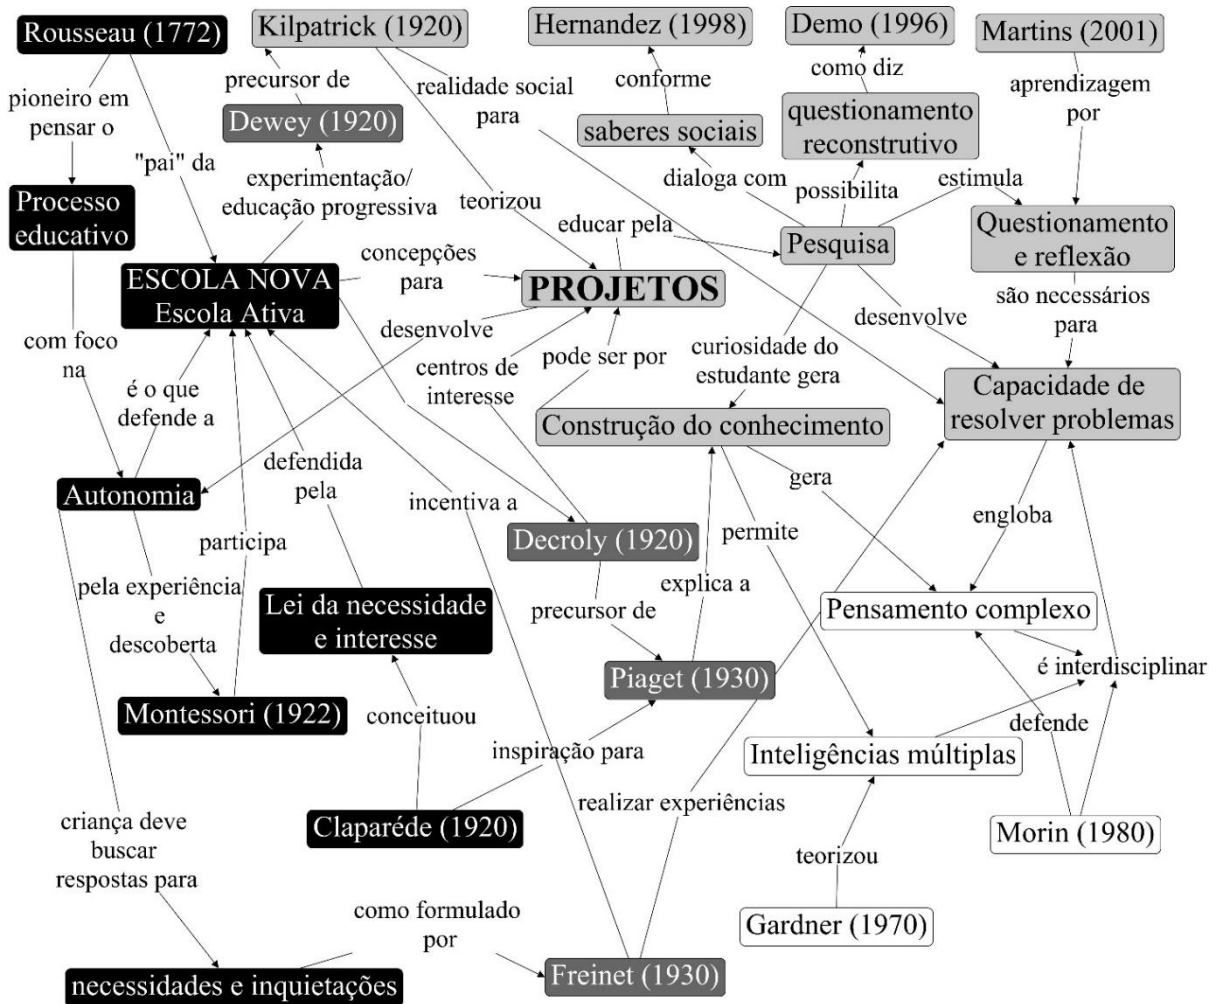 Rousseau (1772)
Kilpatrick (1920)
Hernandez (1998)
Demo (1996)
Martins (2001)
pioneiro em
pensar o
precursor de
realidade social
para
conforme
como diz
aprendizagem
por
Dewey (1920)
saberes sociais
questionamento
reconstrutivo
"pai" da
experimentação/
educação progressiva
teorizou
dialoga com
possibilita
estimula
Processo
educativo
educar pela
Pesquisa
Questionamento
e reflexão
ESCOLA NOVA
Escola Ativa
concepções
para
PROJETOS
são necessários
para
com foco
na
desenvolve
centros de
interesse
pode ser por
curiosidade do
estudante gera
desenvolve
é o que
defende a
Construção do conhecimento
Capacidade de
resolver problemas
Autonomia
defendida
pela
incentiva a
gera
engloba
participa
Decroly (1920)
permite
pela experiência
e
descoberta
Lei da necessidade
e interesse
precursor de
explica a
Pensamento complexo
é interdisciplinar
Montessori (1922)
conceituou
Piaget (1930)
defende
inspiração para
Inteligências múltiplas
criança deve
buscar
respostas para
Claparéde (1920)
realizar experiências
teorizou
Morin (1980)
como formulado
por
Gardner (1970)
necessidades e inquietações
Freinet (1930)